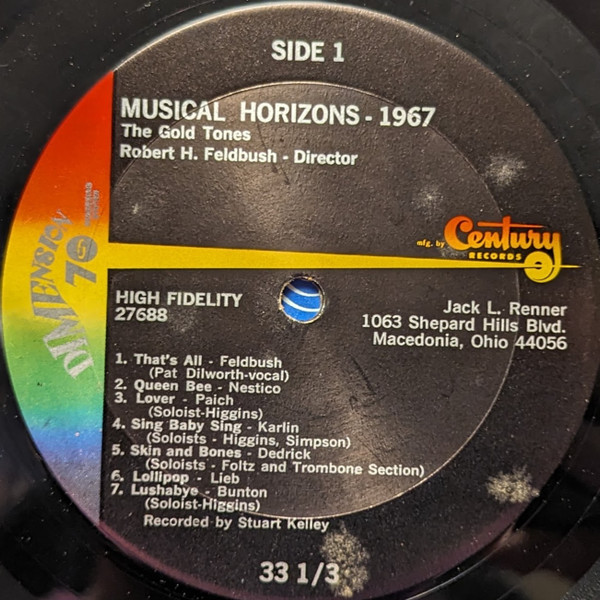 SIDE 1
MUSICAL HORIZONS - 1967
The Gold Tones
Robert H. Feldbush - Director
mfg. by Century
RECORDS
DIMENSION
70
HIGH FIDELITY
27688
Jack L. Renner
1063 Shepard Hills Blvd.
Macedonia, Ohio 44056
1. That's All - Feldbush
(Pat Dilworth-vocal)
2. Queen Bee - Nestico
3. Lover - Paich
(Soloist-Higgins)
4. Sing Baby Sing - Karlin
(Soloists - Higgins, Simpson)
5. Skin and Bones - Dedrick
(Soloists - Foltz and Trombone Section)
6. Lollipop - Lieb
7. Lushabye - Bunton
(Soloist-Higgins)
Recorded by Stuart Kelley
33 1/3